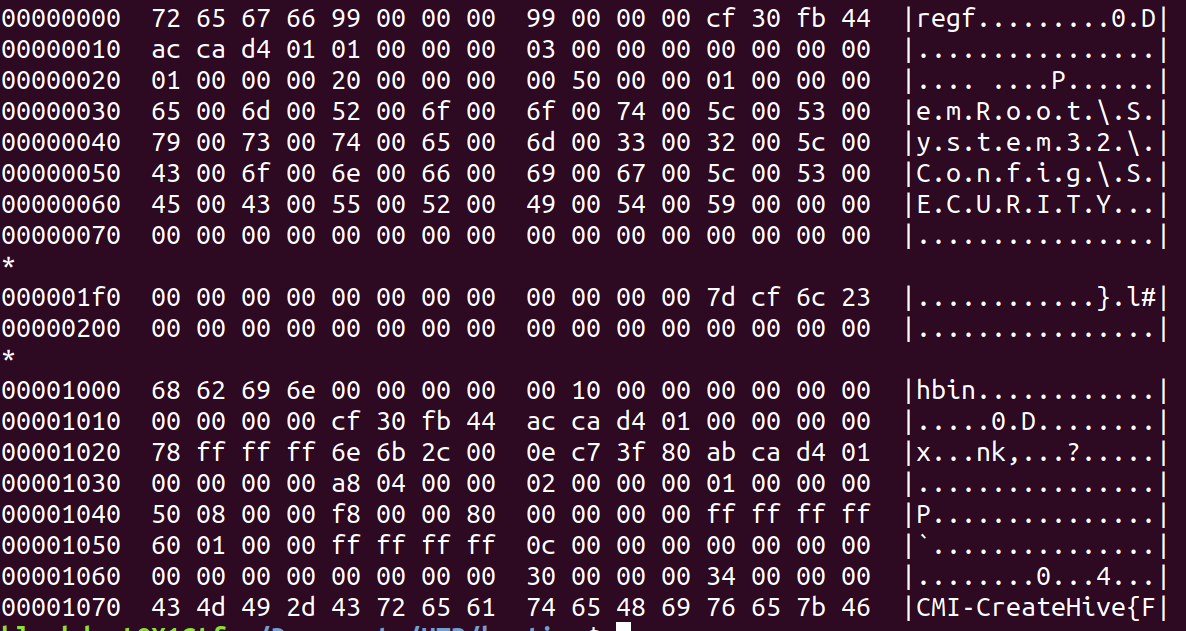 00000000  72 65 67 66 99 00 00 00  99 00 00 00 cf 30 fb 44  |regf.........0.D|
00000010  ac ca d4 01 01 00 00 00  03 00 00 00 00 00 00 00  |................|
00000020  01 00 00 00 20 00 00 00  00 50 00 00 01 00 00 00  |.... ....P......|
00000030  65 00 6d 00 52 00 6f 00  6f 00 74 00 5c 00 53 00  |e.m.R.o.o.t.\.S.|
00000040  79 00 73 00 74 00 65 00  6d 00 33 00 32 00 5c 00  |y.s.t.e.m.3.2.\.|
00000050  43 00 6f 00 6e 00 66 00  69 00 67 00 5c 00 53 00  |C.o.n.f.i.g.\.S.|
00000060  45 00 43 00 55 00 52 00  49 00 54 00 59 00 00 00  |E.C.U.R.I.T.Y...|
00000070  00 00 00 00 00 00 00 00  00 00 00 00 00 00 00 00  |................|
*
000001f0  00 00 00 00 00 00 00 00  00 00 00 00 7d cf 6c 23  |............}.l#|
00000200  00 00 00 00 00 00 00 00  00 00 00 00 00 00 00 00  |................|
*
00001000  68 62 69 6e 00 00 00 00  00 10 00 00 00 00 00 00  |hbin............|
00001010  00 00 00 00 cf 30 fb 44  ac ca d4 01 00 00 00 00  |.....0.D........|
00001020  78 ff ff ff 6e 6b 2c 00  0e c7 3f 80 ab ca d4 01  |x...nk,...?.....|
00001030  00 00 00 00 a8 04 00 00  02 00 00 00 01 00 00 00  |................|
00001040  50 08 00 00 f8 00 00 80  00 00 00 00 ff ff ff ff  |P...............|
00001050  60 01 00 00 ff ff ff ff  0c 00 00 00 00 00 00 00  |`...............|
00001060  00 00 00 00 00 00 00 00  30 00 00 00 34 00 00 00  |........0...4...|
00001070  43 4d 49 2d 43 72 65 61  74 65 48 69 76 65 7b 46  |CMI-CreateHive{F|